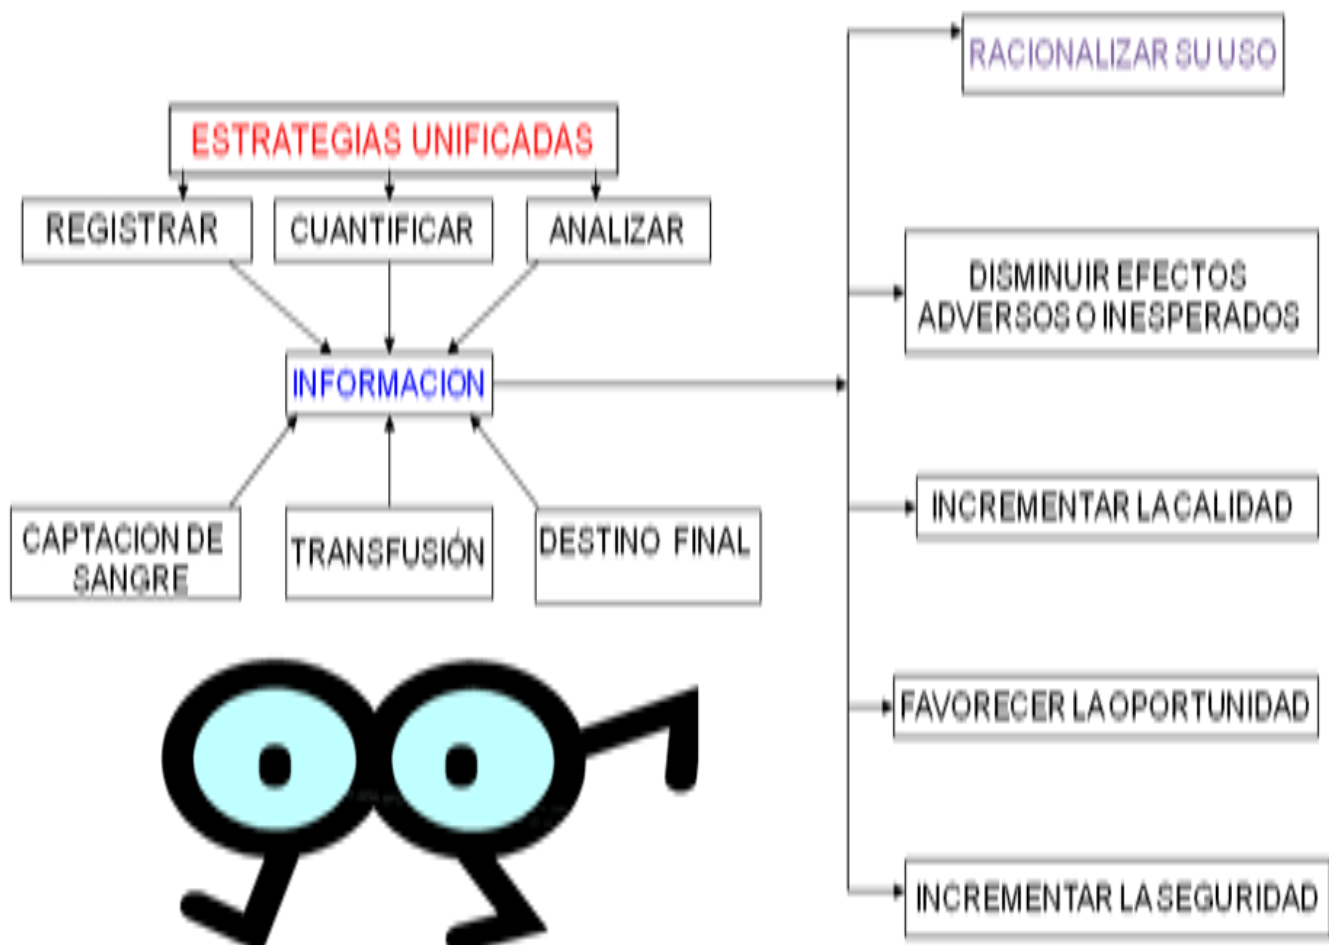 ESTRATEGIAS UNIFICADAS
REGISTRAR
CUANTIFICAR
ANALIZAR
INFORMACION
CAPTACION DE
SANGRE
TRANSFUSIÓN
DESTINO FINAL
RACIONALIZAR SU USO
DISMINUIR EFECTOS
ADVERSOS O INESPERADOS
INCREMENTAR LA CALIDAD
FAVORECER LA OPORTUNIDAD
INCREMENTAR LA SEGURIDAD